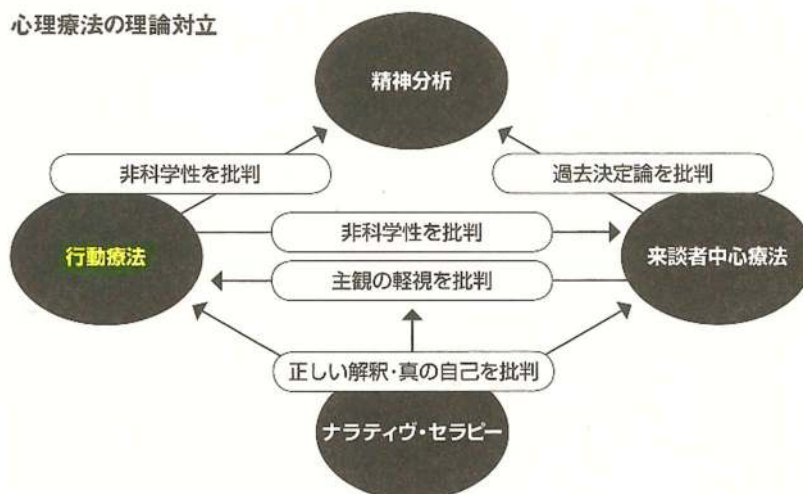 心理療法の理論対立
精神分析
非科学性を批判
過去決定論を批判
行動療法
非科学性を批判
来談者中心療法
主観の軽視を批判
正しい解釈・真の自己を批判
ナラティヴ・セラピー